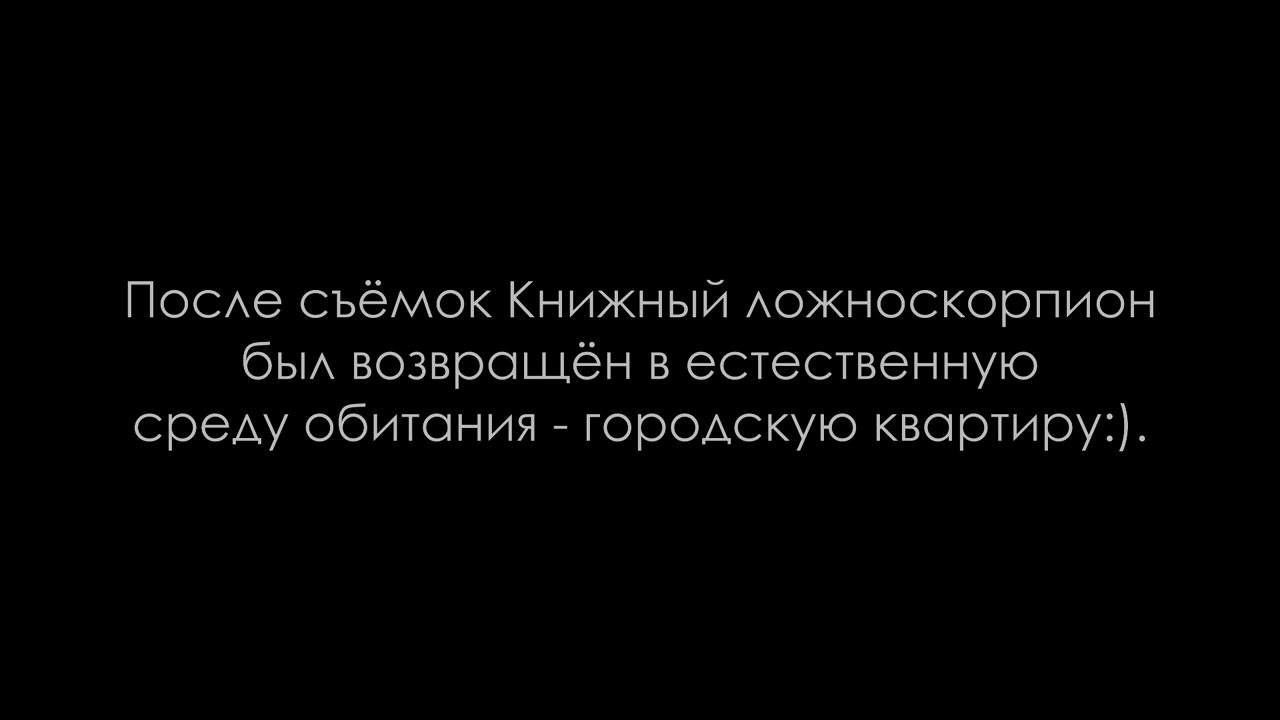 После съёмок Книжный ложноскорпион
был возвращён в естественную
среду обитания - городскую квартиру:).